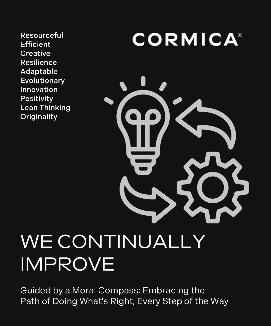 Resourceful
Efficient
Creative
Resilience
Adaptable
Evolutionary
Innovation
Positivity
Lean Thinking
Originality
CORMICA®
WE CONTINUALLY
IMPROVE
Guided by a Moral Compass: Embracing the
Path of Doing What's Right, Every Step of the Way